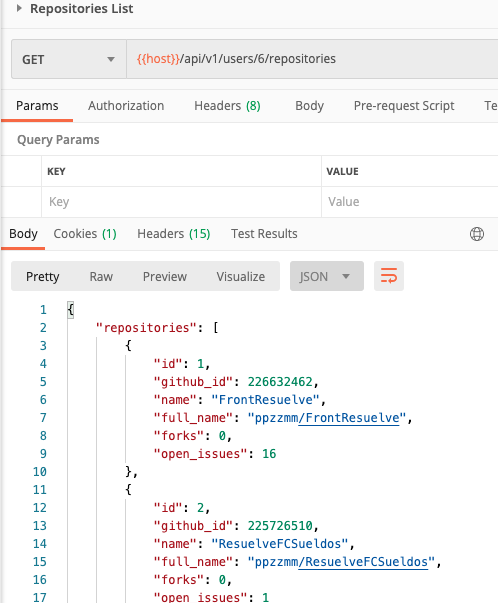 Repositories List
GET {{host}}/api/v1/users/6/repositories
Params Authorization Headers (8) Body Pre-request Script Te
Query Params
KEY VALUE
Key Value
Body Cookies (1) Headers (15) Test Results
Pretty Raw Preview Visualize JSON
1 {
2 "repositories": [
3 {
4 "id": 1,
5 "github_id": 226632462,
6 "name": "FrontResuelve",
7 "full_name": "ppzzmm/FrontResuelve",
8 "forks": 0,
9 "open_issues": 16
10 },
11 {
12 "id": 2,
13 "github_id": 225726510,
14 "name": "ResuelveFCSueldos",
15 "full_name": "ppzzmm/ResuelveFCSueldos",
16 "forks": 0,
17 "open_issues": 1